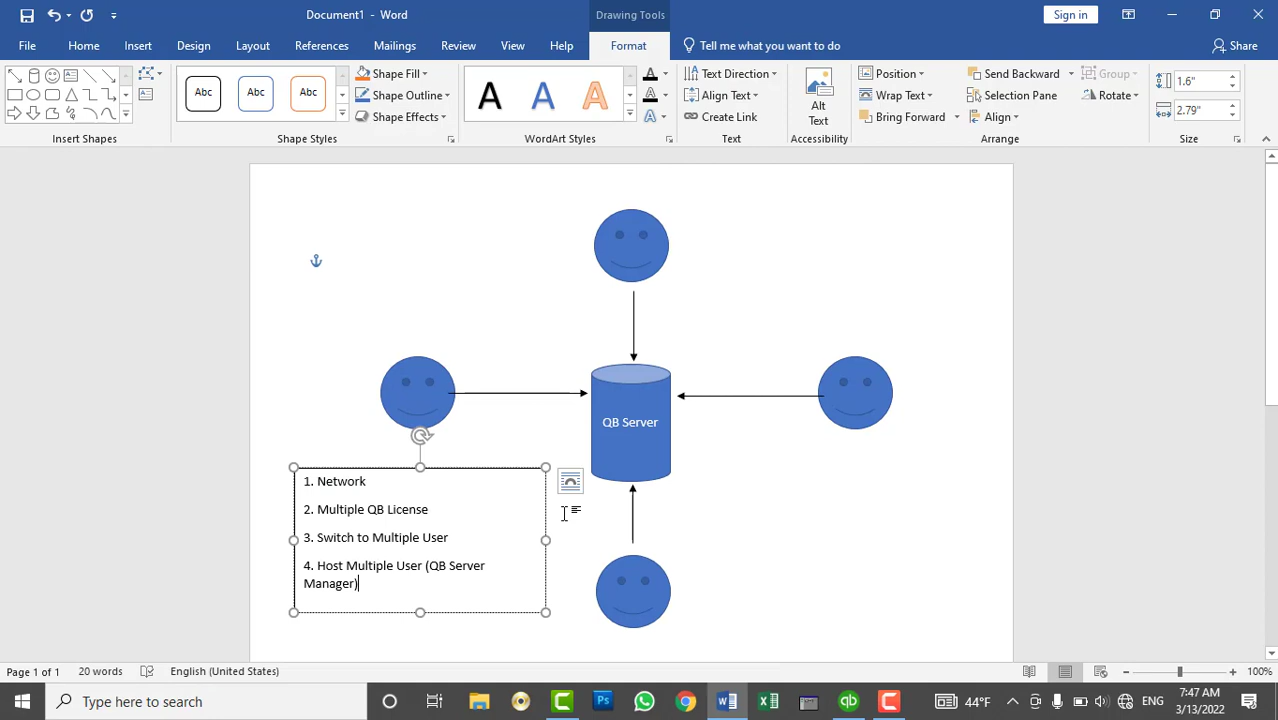 Document1 - Word
Drawing Tools
Sign in
File
Home
Insert
Design
Layout
References
Mailings
Review
View
Help
Format
Tell me what you want to do
Share
Abc
Abc
Abc
Shape Fill
Shape Outline
Shape Effects
A
A
A
A
A
A
Text Direction
Align Text
Create Link
Alt
Text
Position
Wrap Text
Bring Forward
Send Backward
Selection Pane
Align
Group
Rotate
1.6"
2.79"
Insert Shapes
Shape Styles
WordArt Styles
Text
Accessibility
Arrange
Size
QB Server
1. Network
2. Multiple QB License
3. Switch to Multiple User
4. Host Multiple User (QB Server
Manager)
Page 1 of 1
20 words
English (United States)
100%
Type here to search
44°F
ENG
7:47 AM
3/13/2022